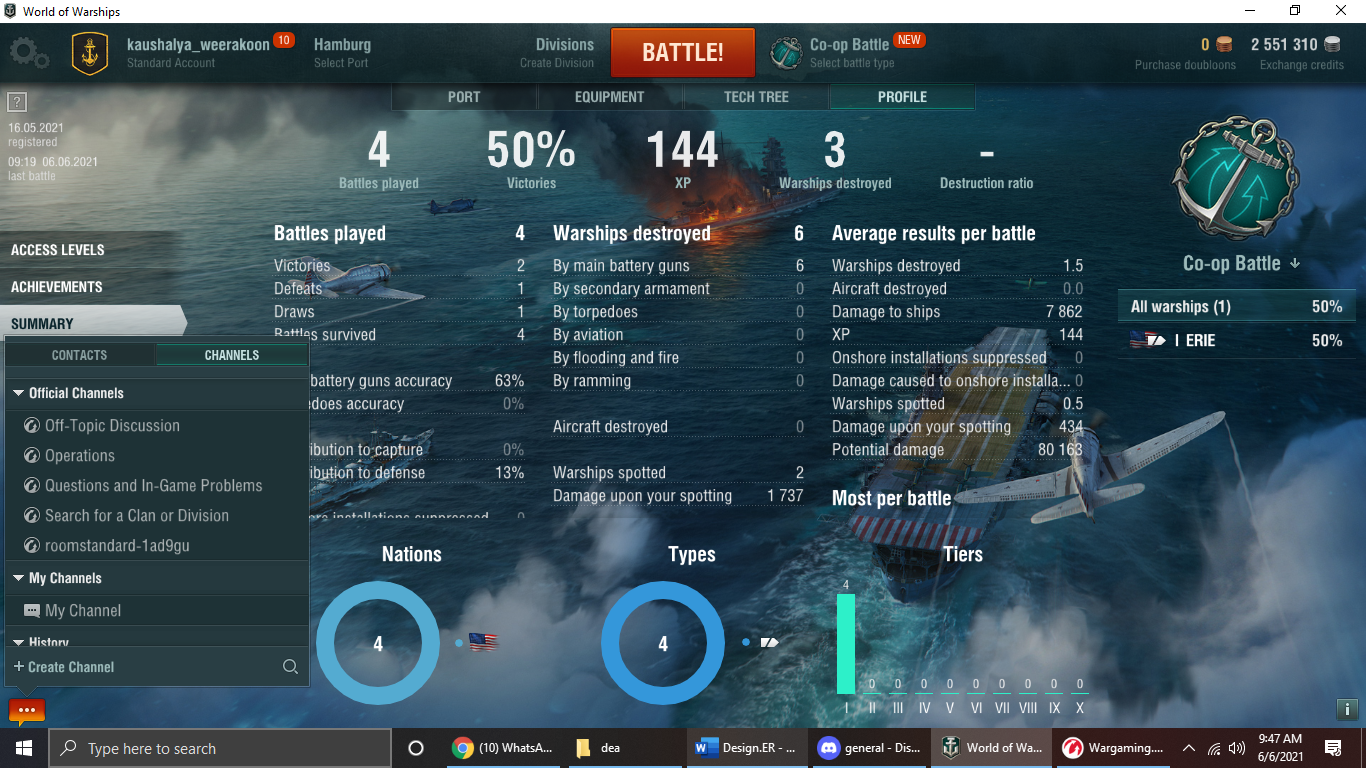 World of Warships
kaushalya_weerakoon 10
Standard Account
Hamburg
Select Port
Divisions
Create Division
BATTLE!
Co-op Battle NEW
Select battle type
0
Purchase doubloons
2 551 310
Exchange credits
PORT
EQUIPMENT
TECH TREE
PROFILE
?
16.05.2021
registered
09:19 06.06.2021
last battle
4
Battles played
50%
Victories
144
XP
3
Warships destroyed
-
Destruction ratio
ACCESS LEVELS
ACHIEVEMENTS
SUMMARY
Battles played 4
Victories 2
Defeats 1
Draws 1
Battles survived 4
battery guns accuracy 63%
does accuracy 0%
ibution to capture 0%
ribution to defense 13%
ore installations suppressed 0
Warships destroyed 6
By main battery guns 6
By secondary armament 0
By torpedoes 0
By aviation 0
By flooding and fire 0
By ramming 0
Aircraft destroyed 0
Warships spotted 2
Damage upon your spotting 1 737
Average results per battle
Warships destroyed 1.5
Aircraft destroyed 0.0
Damage to ships 7 862
XP 144
Onshore installations suppressed 0
Damage caused to onshore installa... 0
Warships spotted 0.5
Damage upon your spotting 434
Potential damage 80 163
Most per battle
Co-op Battle
All warships (1) 50%
I ERIE 50%
CONTACTS
CHANNELS
Official Channels
Off-Topic Discussion
Operations
Questions and In-Game Problems
Search for a Clan or Division
roomstandard-1ad9gu
My Channels
My Channel
History
+ Create Channel
Nations
4
Types
4
Tiers
4
0 0 0 0 0 0 0 0 0
I II III IV V VI VII VIII IX X
i
Type here to search
(10) WhatsA...
dea
Design.ER - ...
general - Dis...
World of Wa...
Wargaming....
9:47 AM
6/6/2021